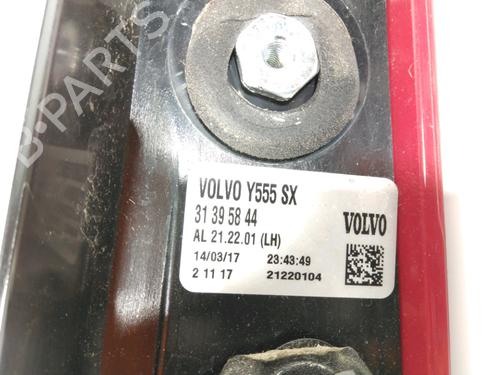 B-PARTS
VOLVO Y555 SX
31 39 58 44
AL 21.22.01 (LH)
VOLVO
14/03/17 23:43:49
2 11 17 21220104